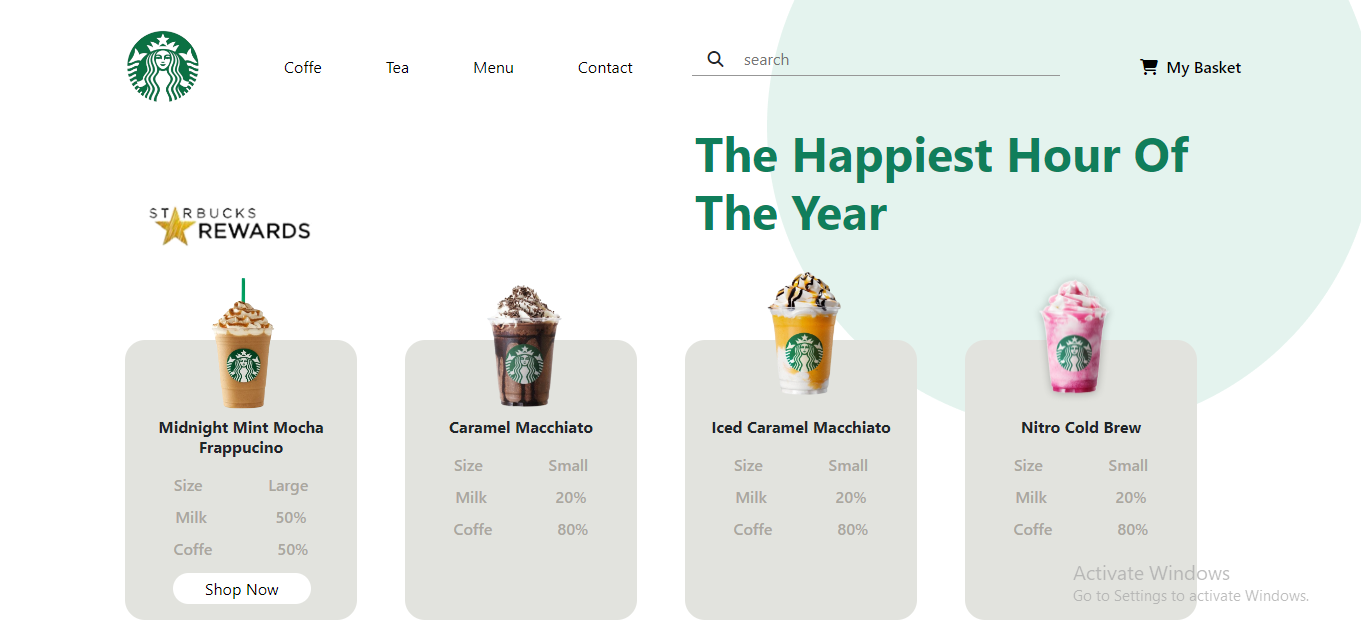 Coffe
Tea
Menu
Contact
search
My Basket
The Happiest Hour Of
The Year
STARBUCKS
REWARDS
Midnight Mint Mocha
Frappucino
Size Large
Milk 50%
Coffe 50%
Shop Now
Caramel Macchiato
Size Small
Milk 20%
Coffe 80%
Iced Caramel Macchiato
Size Small
Milk 20%
Coffe 80%
Nitro Cold Brew
Size Small
Milk 20%
Coffe 80%
Activate Windows
Go to Settings to activate Windows.